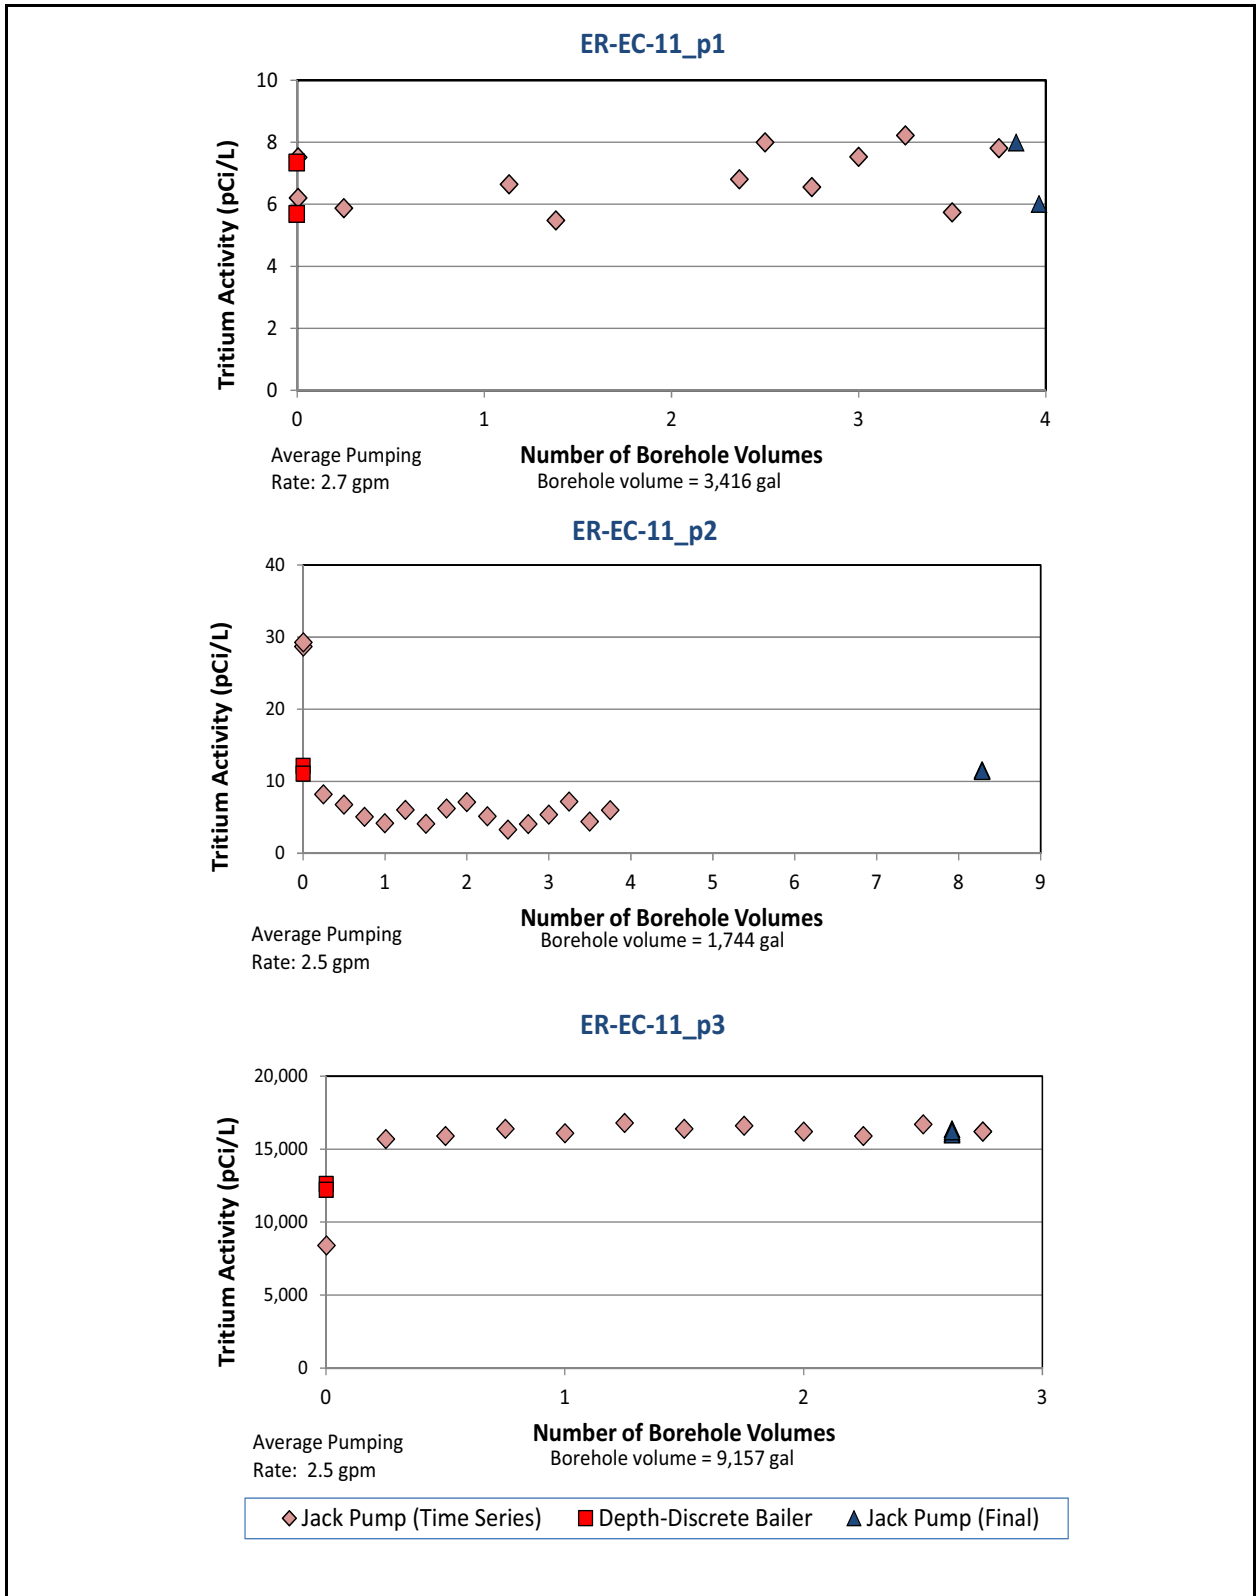 ER-EC-11_p1
Tritium Activity (pCi/L)
10
8
6
4
2
0
0 1 2 3 4
Number of Borehole Volumes
Borehole volume = 3,416 gal
Average Pumping
Rate: 2.7 gpm
ER-EC-11_p2
Tritium Activity (pCi/L)
40
30
20
10
0
0 1 2 3 4 5 6 7 8 9
Number of Borehole Volumes
Borehole volume = 1,744 gal
Average Pumping
Rate: 2.5 gpm
ER-EC-11_p3
Tritium Activity (pCi/L)
20,000
15,000
10,000
5,000
0
0 1 2 3
Number of Borehole Volumes
Borehole volume = 9,157 gal
Average Pumping
Rate: 2.5 gpm
Jack Pump (Time Series) Depth-Discrete Bailer Jack Pump (Final)